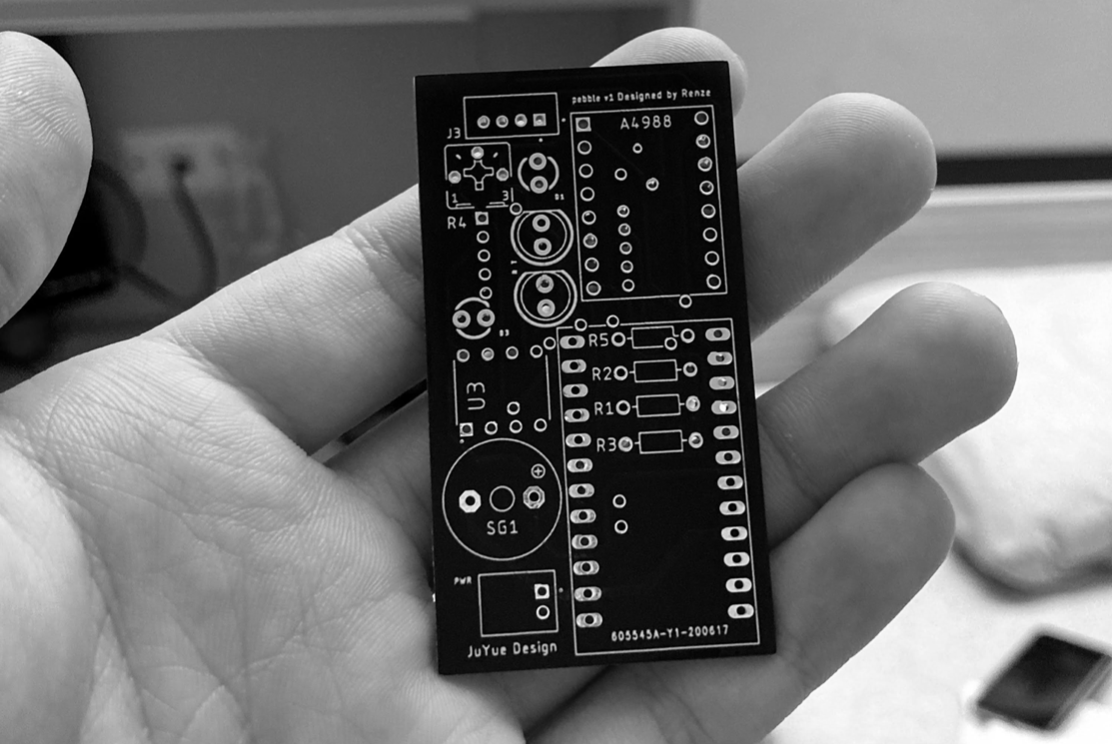 pebble v1 Designed by Renze
J3
A4988
1 3
D1
R4
R5
R2
U3
R1
R3
SG1
PWR
605545A-Y1-200617
JuYue Design